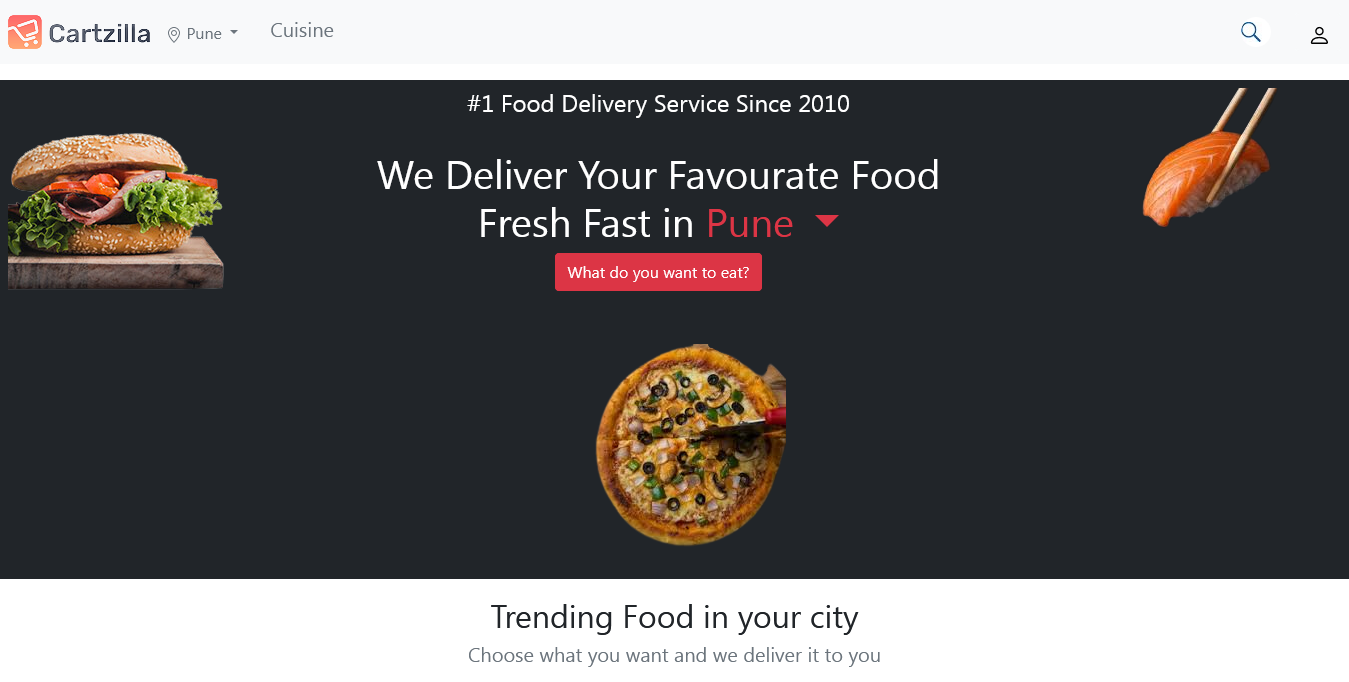 Cartzilla
Pune
Cuisine
#1 Food Delivery Service Since 2010
We Deliver Your Favourate Food
Fresh Fast in Pune
What do you want to eat?
Trending Food in your city
Choose what you want and we deliver it to you